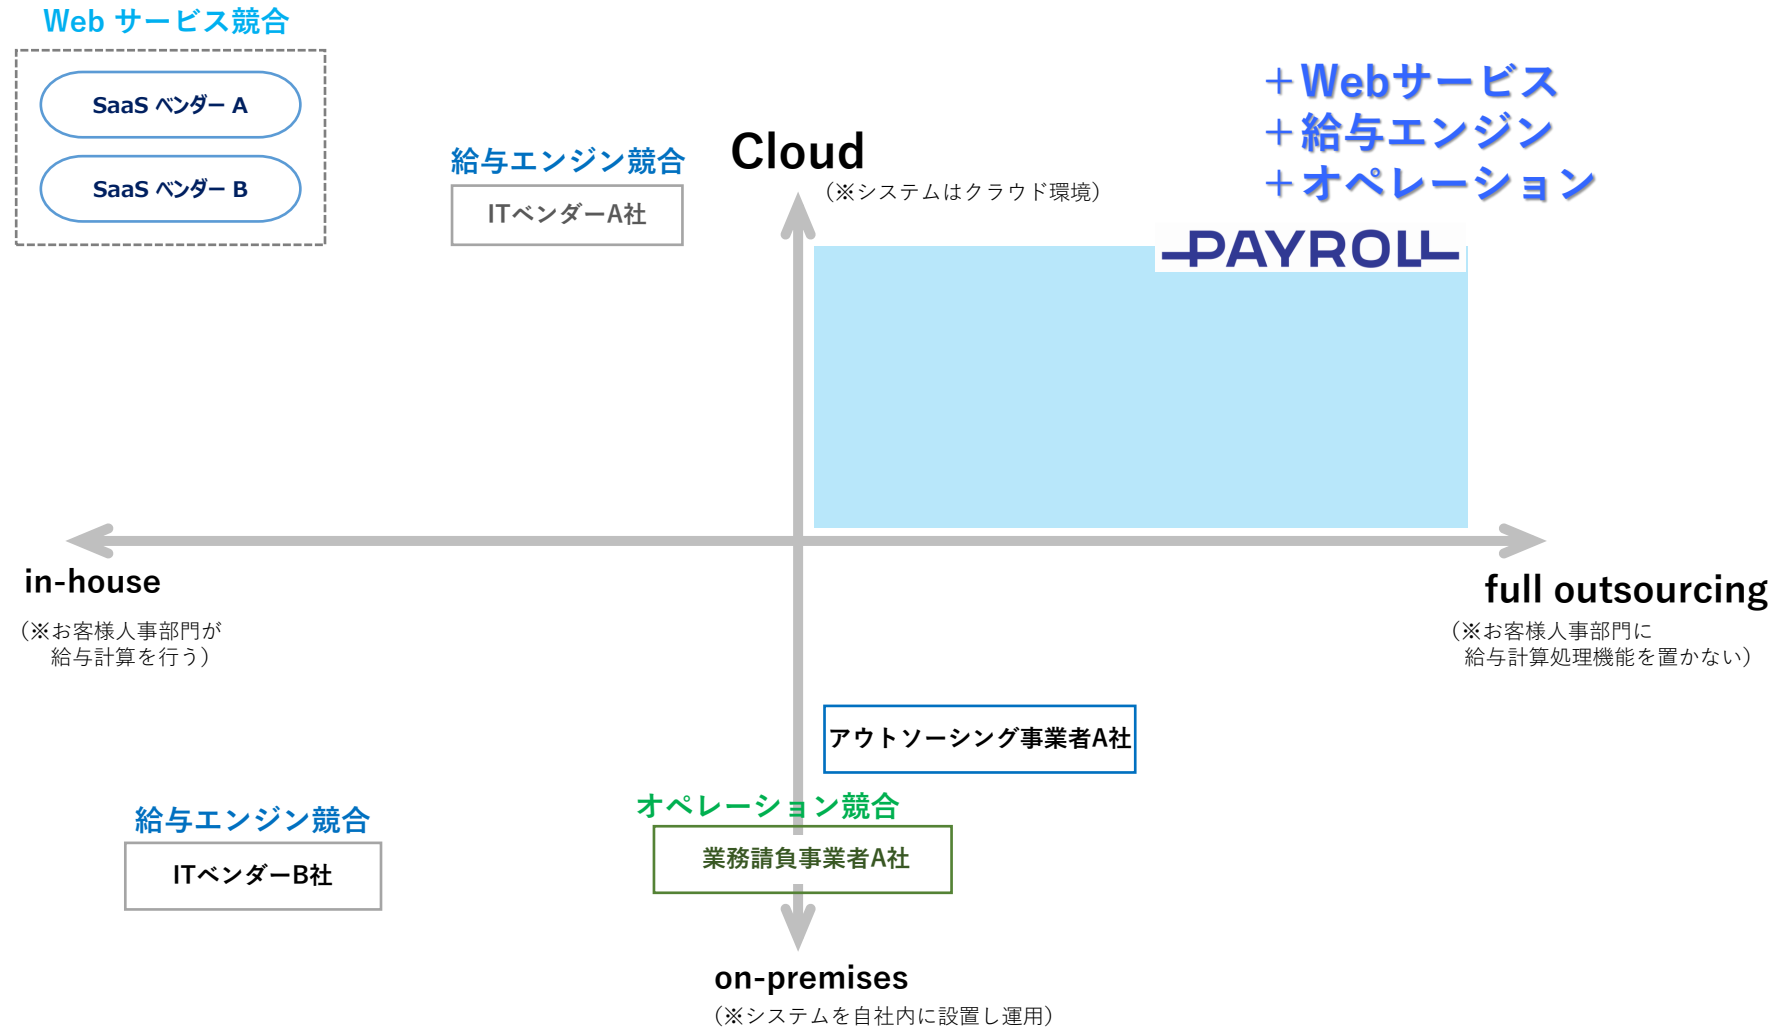 Web サービス競合
SaaS ベンダー A
SaaS ベンダー B
給与エンジン競合
ITベンダーA社
Cloud
（※システムはクラウド環境）
＋Webサービス
＋給与エンジン
＋オペレーション
PAYROLL
in-house
（※お客様人事部門が
給与計算を行う）
full outsourcing
（※お客様人事部門に
給与計算処理機能を置かない）
アウトソーシング事業者A社
オペレーション競合
業務請負事業者A社
給与エンジン競合
ITベンダーB社
on-premises
（※システムを自社内に設置し運用）